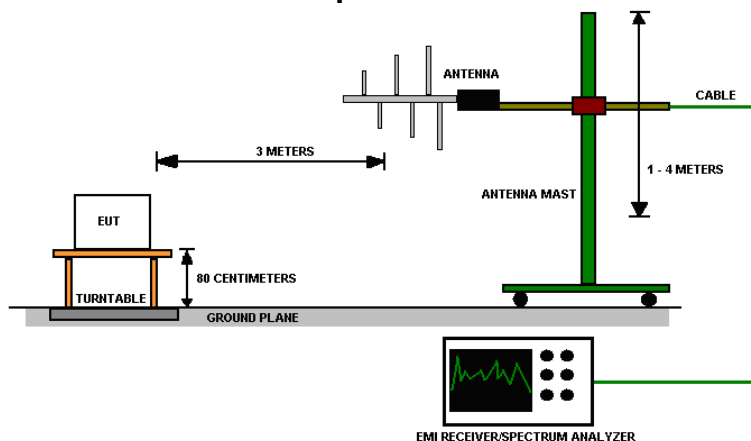 ANTENNA
CABLE
3 METERS
1 - 4 METERS
ANTENNA MAST
EUT
80 CENTIMETERS
TURNTABLE
GROUND PLANE
EMI RECEIVER/SPECTRUM ANALYZER